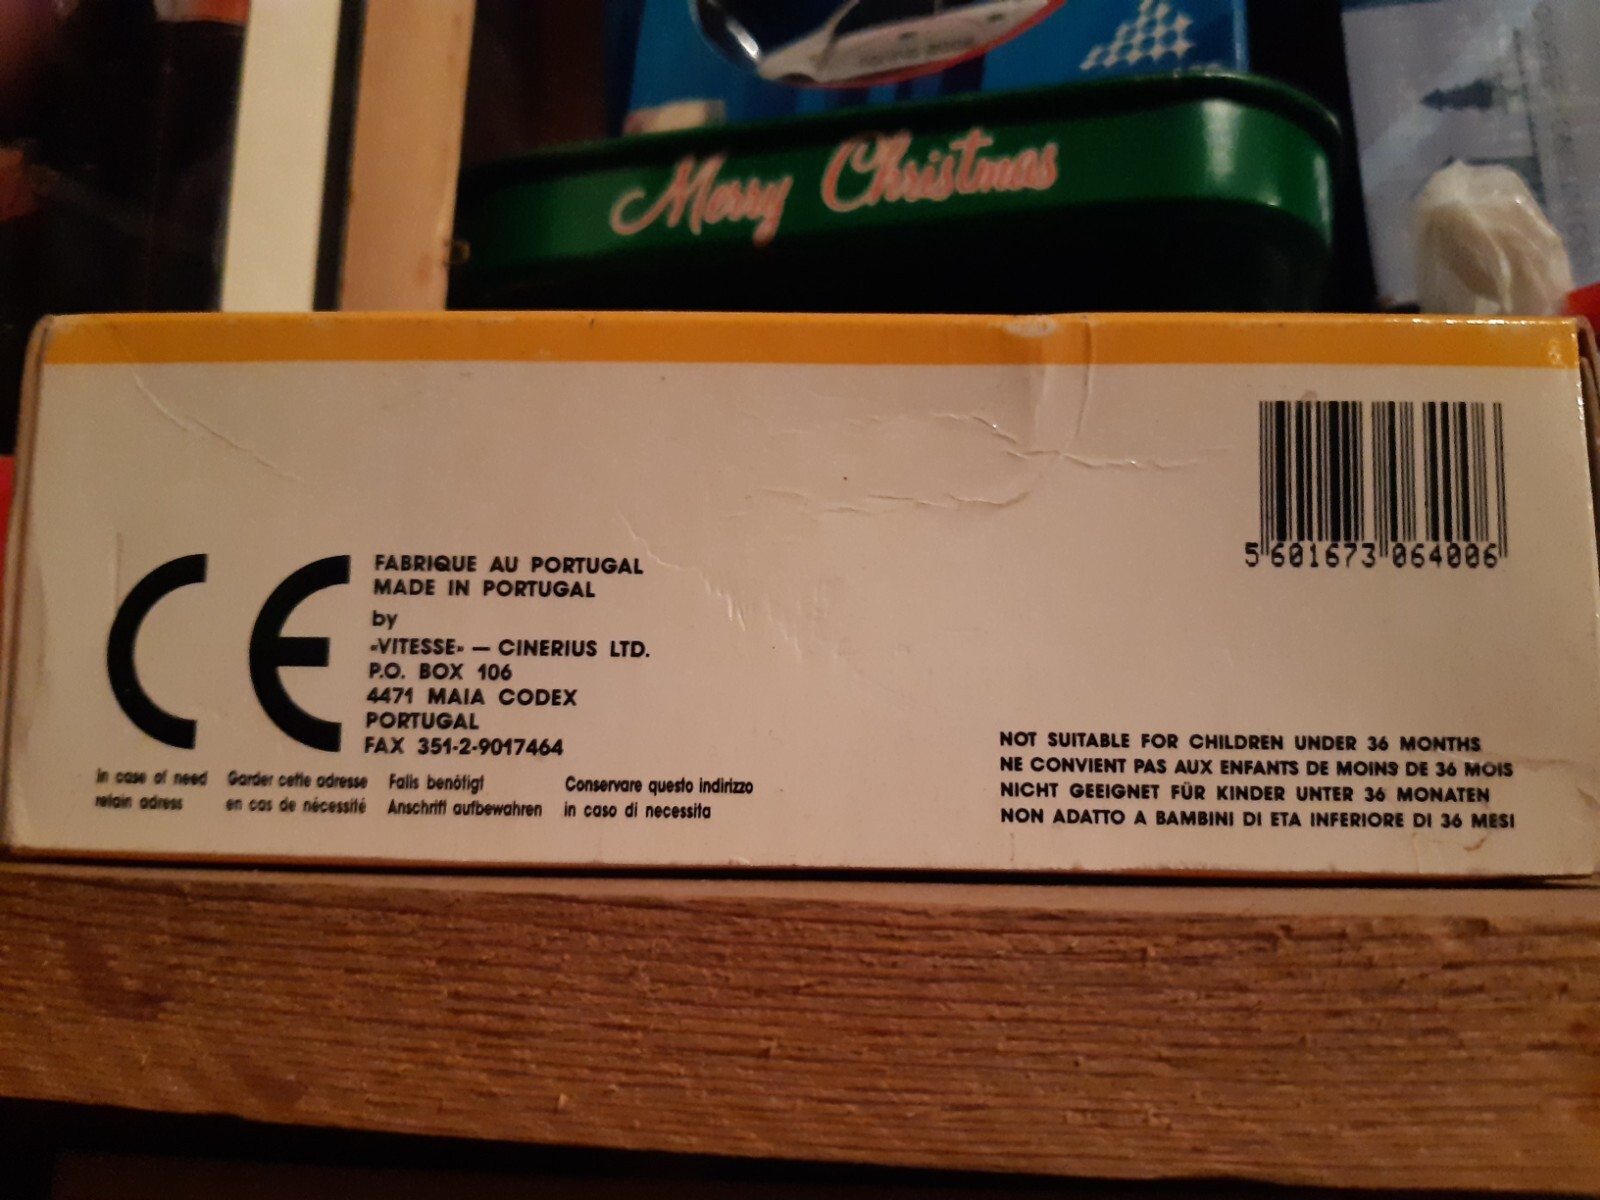 Merry Christmas
5 601673 064006
CE
FABRIQUE AU PORTUGAL
MADE IN PORTUGAL
by
«VITESSE» — CINERIUS LTD.
P.O. BOX 106
4471 MAIA CODEX
PORTUGAL
FAX 351-2-9017464
In case of need
retain adress
Garder cette adresse
en cas de nécessité
Falls benötigt
Anschrift aufbewahren
Conservare questo indirizzo
in caso di necessita
NOT SUITABLE FOR CHILDREN UNDER 36 MONTHS
NE CONVIENT PAS AUX ENFANTS DE MOINS DE 36 MOIS
NICHT GEEIGNET FÜR KINDER UNTER 36 MONATEN
NON ADATTO A BAMBINI DI ETA INFERIORE DI 36 MESI